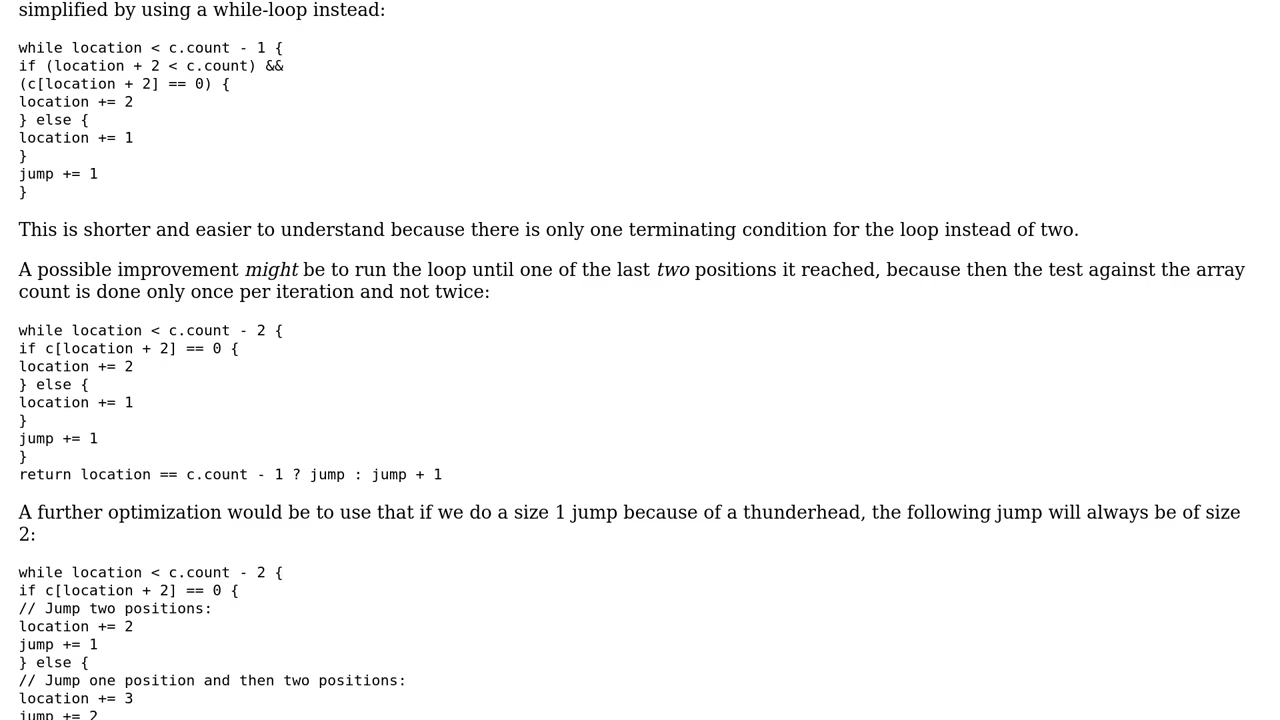 simplified by using a while-loop instead:
while location < c.count - 1 {
if (location + 2 < c.count) &&
(c[location + 2] == 0) {
location += 2
} else {
location += 1
}
jump += 1
}
This is shorter and easier to understand because there is only one terminating condition for the loop instead of two.
A possible improvement might be to run the loop until one of the last two positions it reached, because then the test against the array
count is done only once per iteration and not twice:
while location < c.count - 2 {
if c[location + 2] == 0 {
location += 2
} else {
location += 1
}
jump += 1
}
return location == c.count - 1 ? jump : jump + 1
A further optimization would be to use that if we do a size 1 jump because of a thunderhead, the following jump will always be of size
2:
while location < c.count - 2 {
if c[location + 2] == 0 {
// Jump two positions:
location += 2
jump += 1
} else {
// Jump one position and then two positions:
location += 3
jump += 2